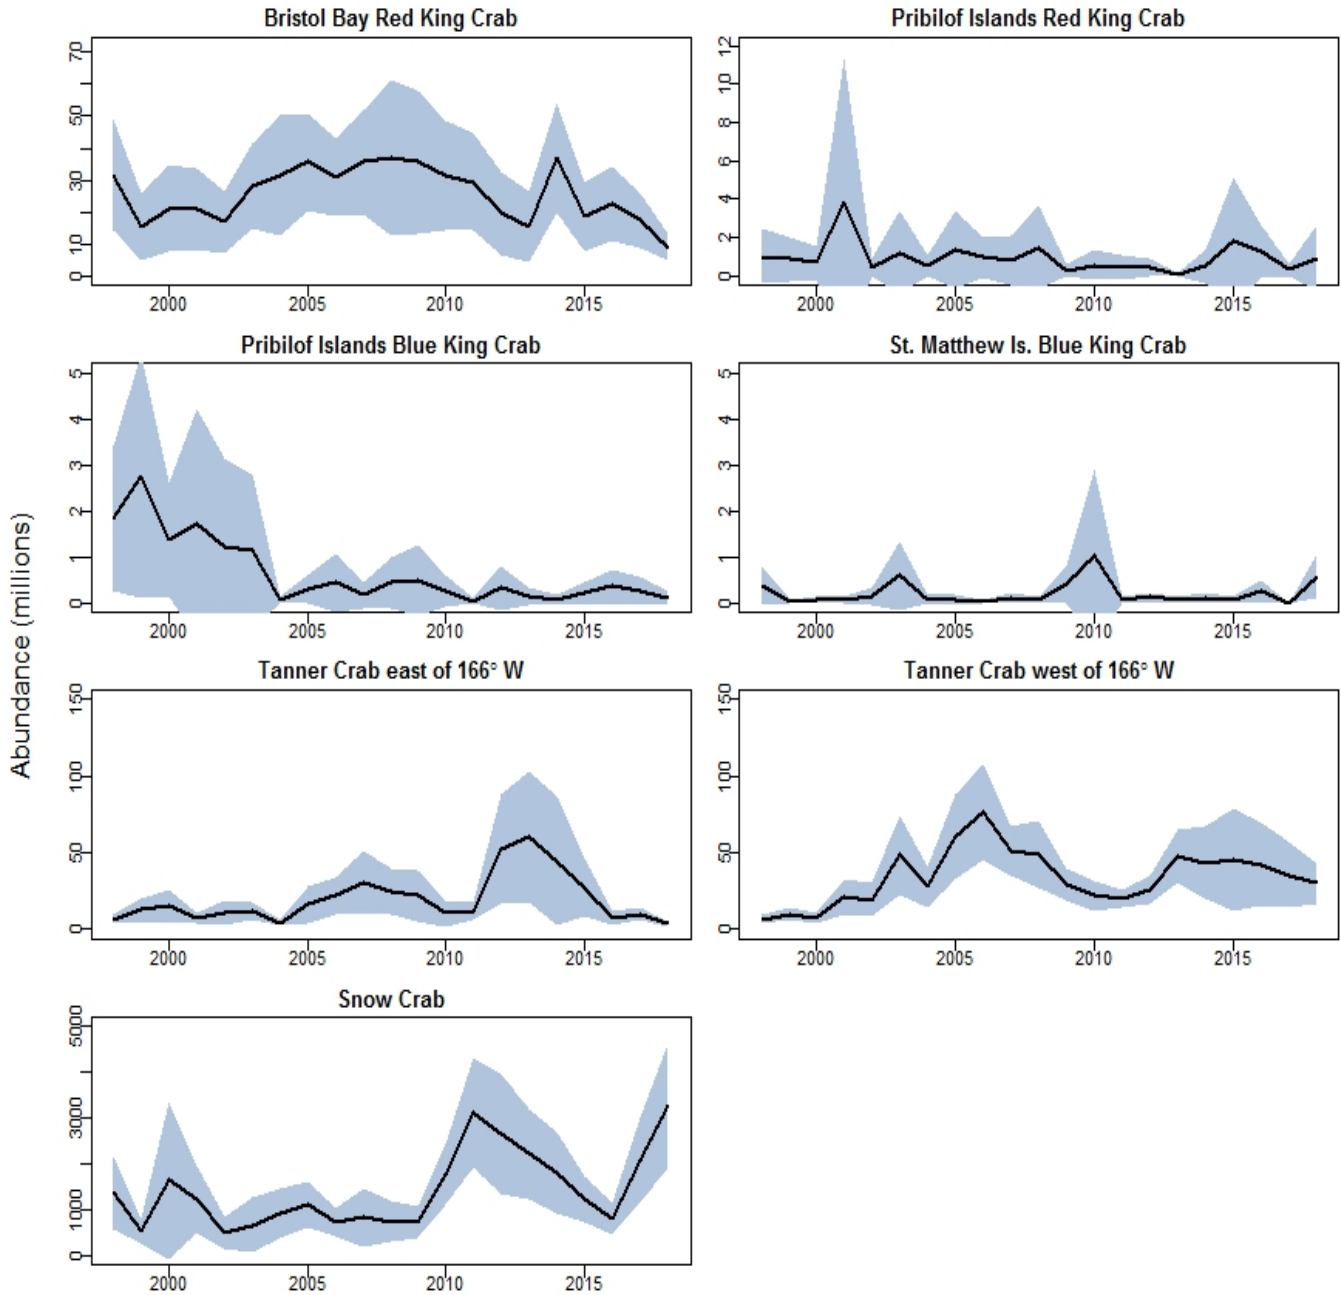 Bristol Bay Red King Crab
70
50
30
10
0
2000 2005 2010 2015
Pribilof Islands Red King Crab
12
10
8
6
4
2
0
2000 2005 2010 2015
Pribilof Islands Blue King Crab
5
4
3
2
1
0
2000 2005 2010 2015
St. Matthew Is. Blue King Crab
5
4
3
2
1
0
2000 2005 2010 2015
Abundance (millions)
Tanner Crab east of 166° W
150
100
50
0
2000 2005 2010 2015
Tanner Crab west of 166° W
150
100
50
0
2000 2005 2010 2015
Snow Crab
5000
3000
1000
0
2000 2005 2010 2015